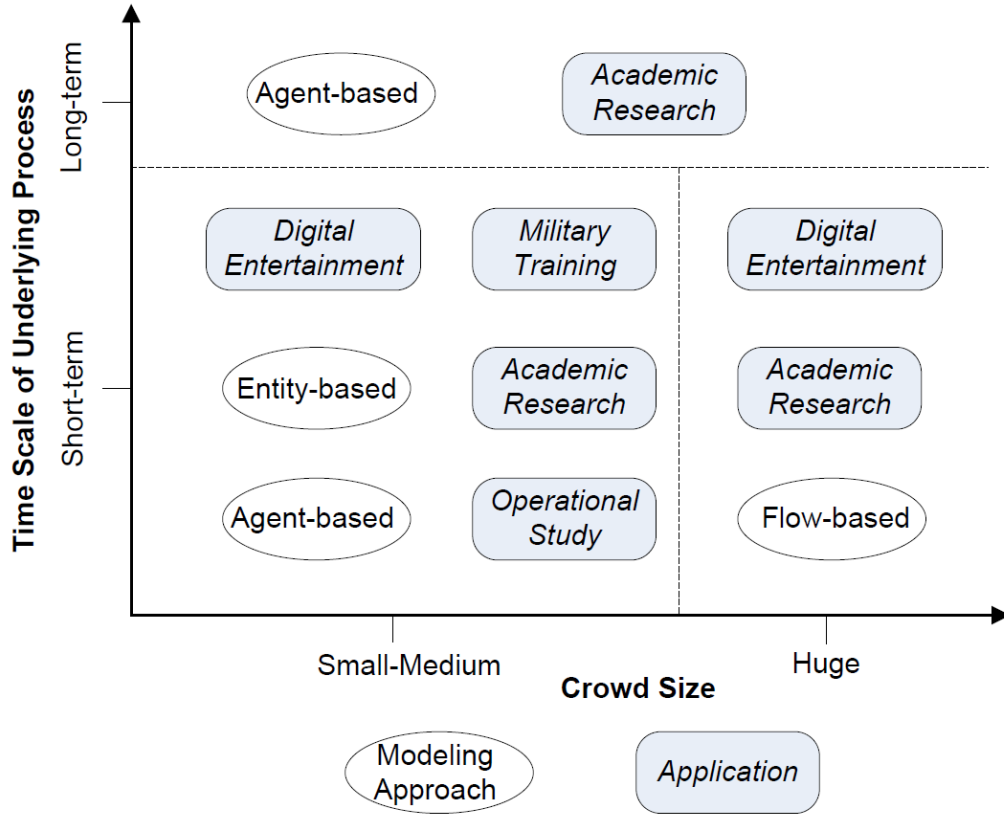 Time Scale of Underlying Process
Long-term
Short-term
Agent-based
Academic
Research
Digital
Entertainment
Military
Training
Digital
Entertainment
Entity-based
Academic
Research
Academic
Research
Agent-based
Operational
Study
Flow-based
Small-Medium
Huge
Crowd Size
Modeling
Approach
Application